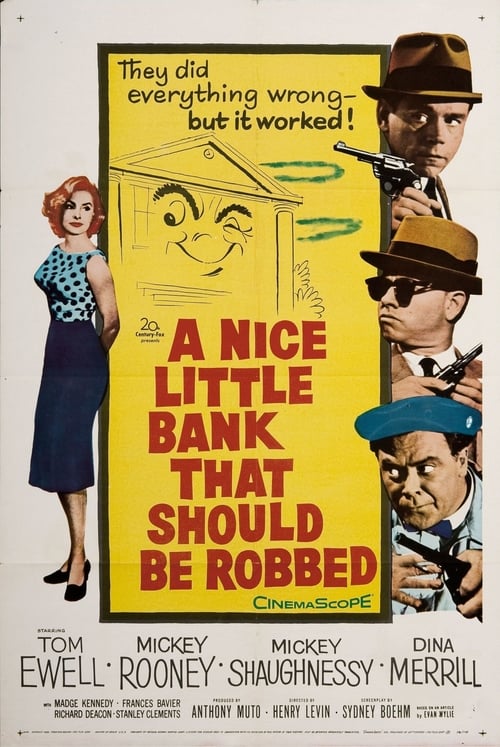 They did
everything wrong-
but it worked!
20th
Century-Fox
presents
A NICE
LITTLE
BANK
THAT
SHOULD
BE ROBBED
CINEMASCOPE
STARRING
TOM EWELL · MICKEY ROONEY · MICKEY SHAUGHNESSY · DINA MERRILL
with MADGE KENNEDY · FRANCES BAVIER
RICHARD DEACON · STANLEY CLEMENTS
PRODUCED BY
ANTHONY MUTO ·
DIRECTED BY
HENRY LEVIN ·
SCREENPLAY BY
SYDNEY BOEHM
BASED ON AN ARTICLE
by EVAN WYLIE